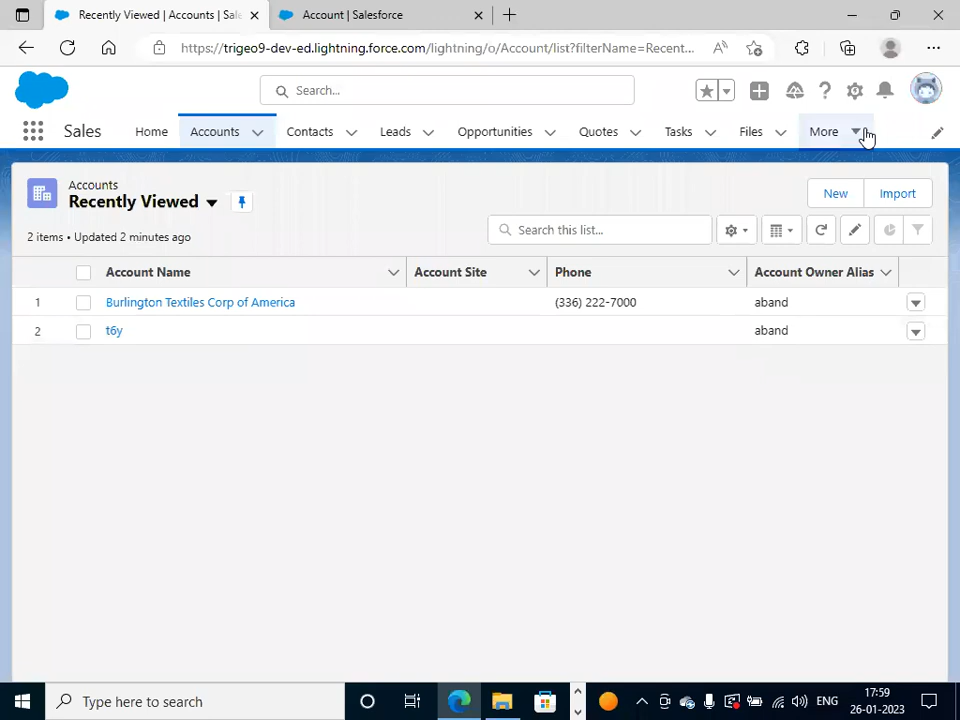 Recently Viewed | Accounts | Sale
Account | Salesforce
https://trigeo9-dev-ed.lightning.force.com/lightning/o/Account/list?filterName=Recent...
Search...
Sales
Home
Accounts
Contacts
Leads
Opportunities
Quotes
Tasks
Files
More
Accounts
Recently Viewed
New
Import
2 items • Updated 2 minutes ago
Search this list...
Account Name
Account Site
Phone
Account Owner Alias
1 Burlington Textiles Corp of America (336) 222-7000 aband
2 t6y aband
Type here to search
ENG
17:59
26-01-2023